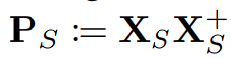 𝐏_S := 𝐗_S 𝐗_S^+